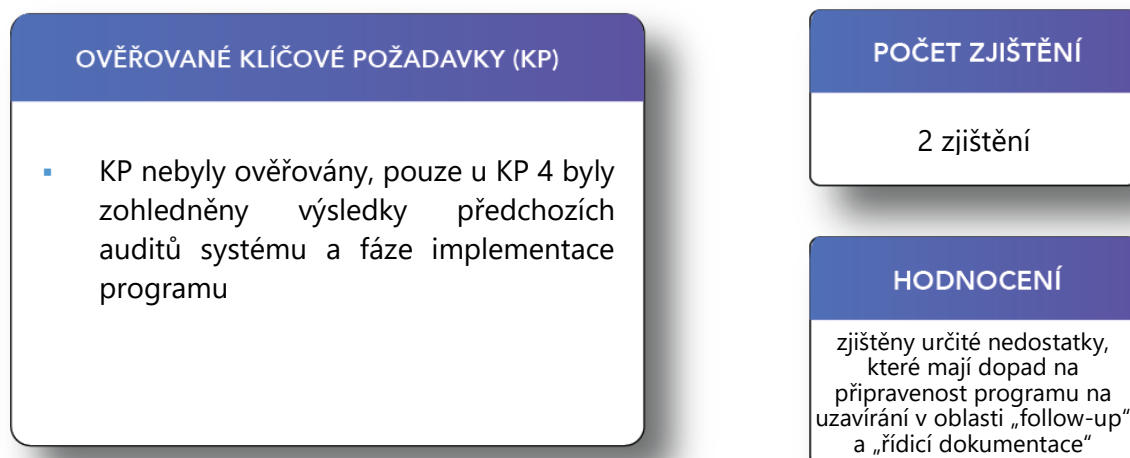 OVĚŘOVANÉ KLÍČOVÉ POŽADAVKY (KP)
▪ KP nebyly ověřovány, pouze u KP 4 byly
zohledněny výsledky předchozích
auditů systému a fáze implementace
programu
POČET ZJIŠTĚNÍ
2 zjištění
HODNOCENÍ
zjištěny určité nedostatky,
které mají dopad na
připravenost programu na
uzavírání v oblasti „follow-up“
a „řídicí dokumentace“